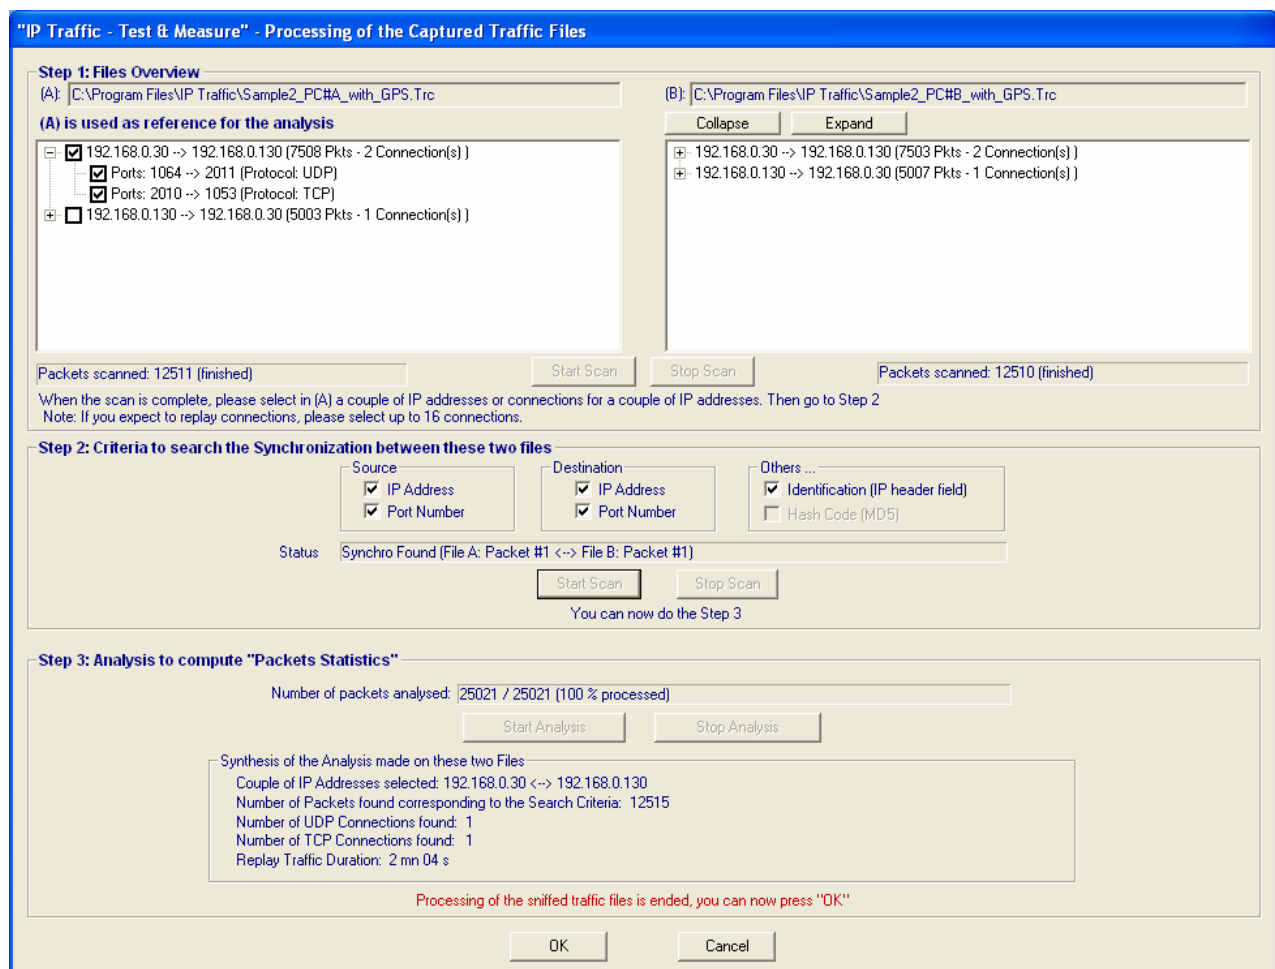 "IP Traffic - Test & Measure" - Processing of the Captured Traffic Files
Step 1: Files Overview
(A): C:\Program Files\IP Traffic\Sample2_PC#A_with_GPS.Trc
(B): C:\Program Files\IP Traffic\Sample2_PC#B_with_GPS.Trc
(A) is used as reference for the analysis
Collapse Expand
192.168.0.30 --> 192.168.0.130 (7508 Pkts - 2 Connection(s) )
Ports: 1064 --> 2011 (Protocol: UDP)
Ports: 2010 --> 1053 (Protocol: TCP)
192.168.0.130 --> 192.168.0.30 (5003 Pkts - 1 Connection(s) )
192.168.0.30 --> 192.168.0.130 (7503 Pkts - 2 Connection(s) )
192.168.0.130 --> 192.168.0.30 (5007 Pkts - 1 Connection(s) )
Packets scanned: 12511 (finished)
Start Scan Stop Scan
Packets scanned: 12510 (finished)
When the scan is complete, please select in (A) a couple of IP addresses or connections for a couple of IP addresses. Then go to Step 2
Note: If you expect to replay connections, please select up to 16 connections.
Step 2: Criteria to search the Synchronization between these two files
Source
IP Address
Port Number
Destination
IP Address
Port Number
Others ...
Identification (IP header field)
Hash Code (MD5)
Status Synchro Found (File A: Packet #1 <--> File B: Packet #1)
Start Scan Stop Scan
You can now do the Step 3
Step 3: Analysis to compute "Packets Statistics"
Number of packets analysed: 25021 / 25021 (100 % processed)
Start Analysis Stop Analysis
Synthesis of the Analysis made on these two Files
Couple of IP Addresses selected: 192.168.0.30 <--> 192.168.0.130
Number of Packets found corresponding to the Search Criteria: 12515
Number of UDP Connections found: 1
Number of TCP Connections found: 1
Replay Traffic Duration: 2 mn 04 s
Processing of the sniffed traffic files is ended, you can now press "OK"
OK Cancel